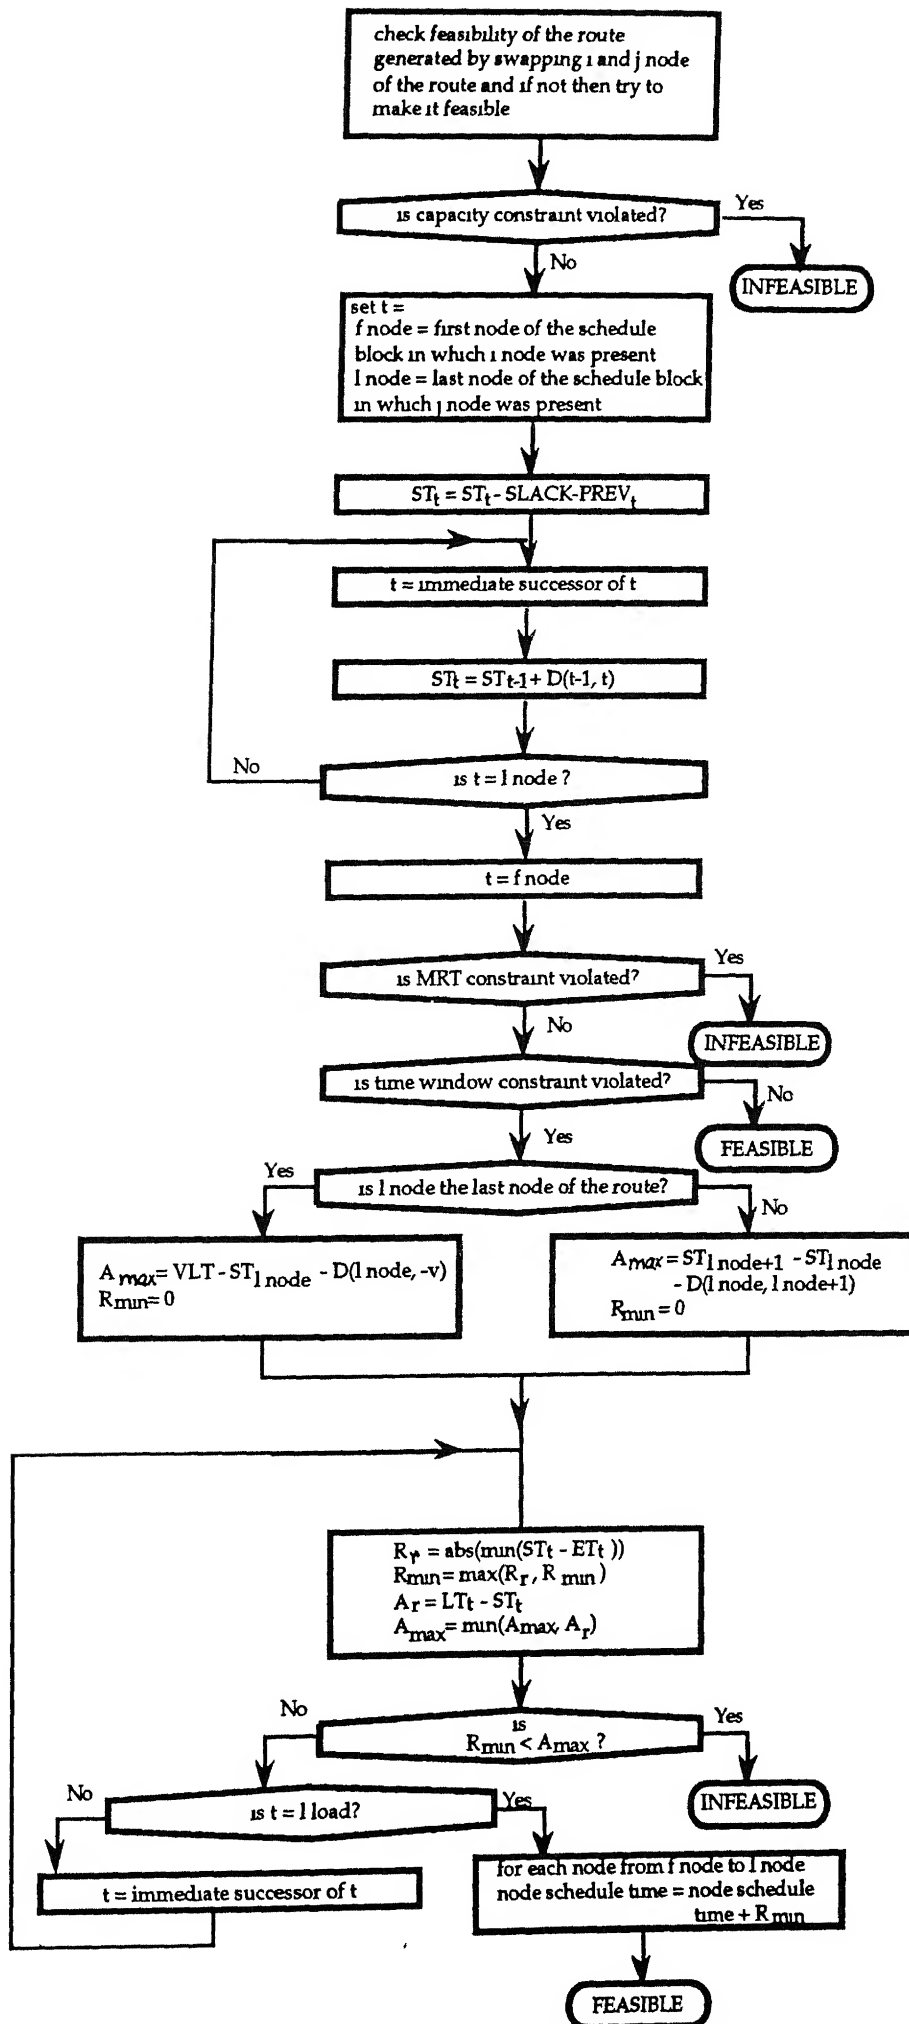 check feasibility of the route
generated by swapping i and j node
of the route and if not then try to
make it feasible
is capacity constraint violated?
Yes
No
INFEASIBLE
set t =
f node = first node of the schedule
block in which i node was present
l node = last node of the schedule block
in which j node was present
STt = STt - SLACK-PREVt
t = immediate successor of t
STt = STt-1 + D(t-1, t)
No
is t = l node ?
Yes
t = f node
is MRT constraint violated?
Yes
No
INFEASIBLE
is time window constraint violated?
No
Yes
FEASIBLE
Yes
is l node the last node of the route?
No
A max = VLT - STl node - D(l node, -v)
Rmin = 0
Amax = STl node+1 - STl node
- D(l node, l node+1)
Rmin = 0
Rr = abs(min(STt - ETt ))
Rmin = max(Rr , R min)
Ar = LTt - STt
Amax = min(Amax, Ar)
No
is
Rmin < Amax ?
Yes
INFEASIBLE
No
is t = l load?
Yes
t = immediate successor of t
for each node from f node to l node
node schedule time = node schedule
time + Rmin
FEASIBLE